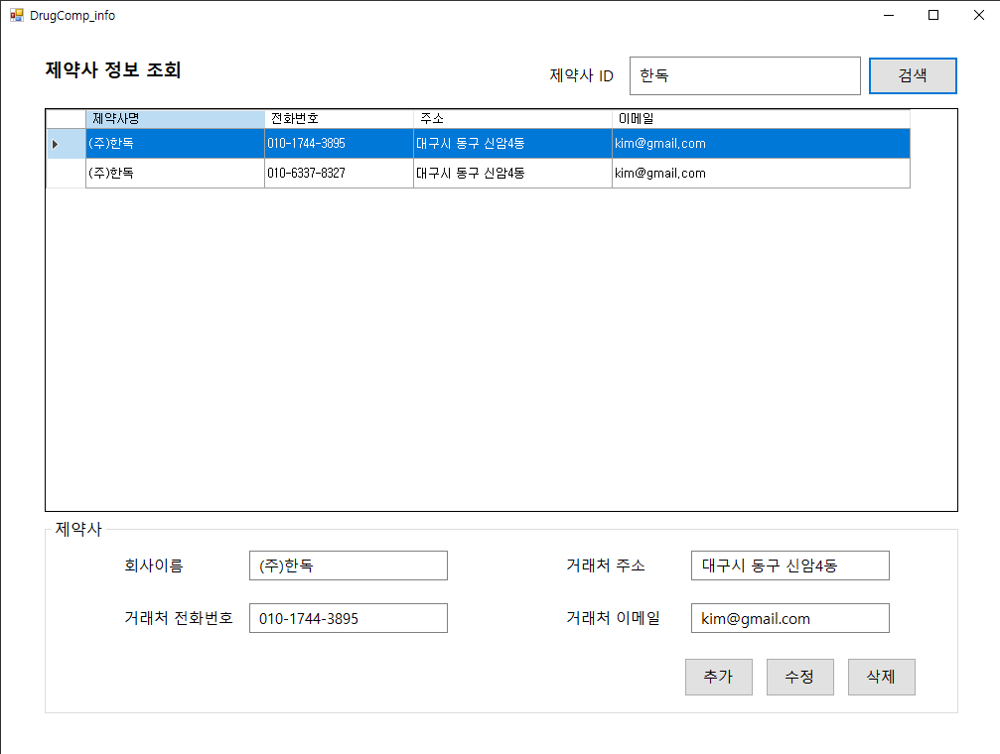 DrugComp_info
제약사 정보 조회
제약사 ID 한독 검색
제약사명 전화번호 주소 이메일
(주)한독 010-1744-3895 대구시 동구 신암4동 kim@gmail.com
(주)한독 010-6337-8327 대구시 동구 신암4동 kim@gmail.com
제약사
회사이름 (주)한독 거래처 주소 대구시 동구 신암4동
거래처 전화번호 010-1744-3895 거래처 이메일 kim@gmail.com
추가 수정 삭제